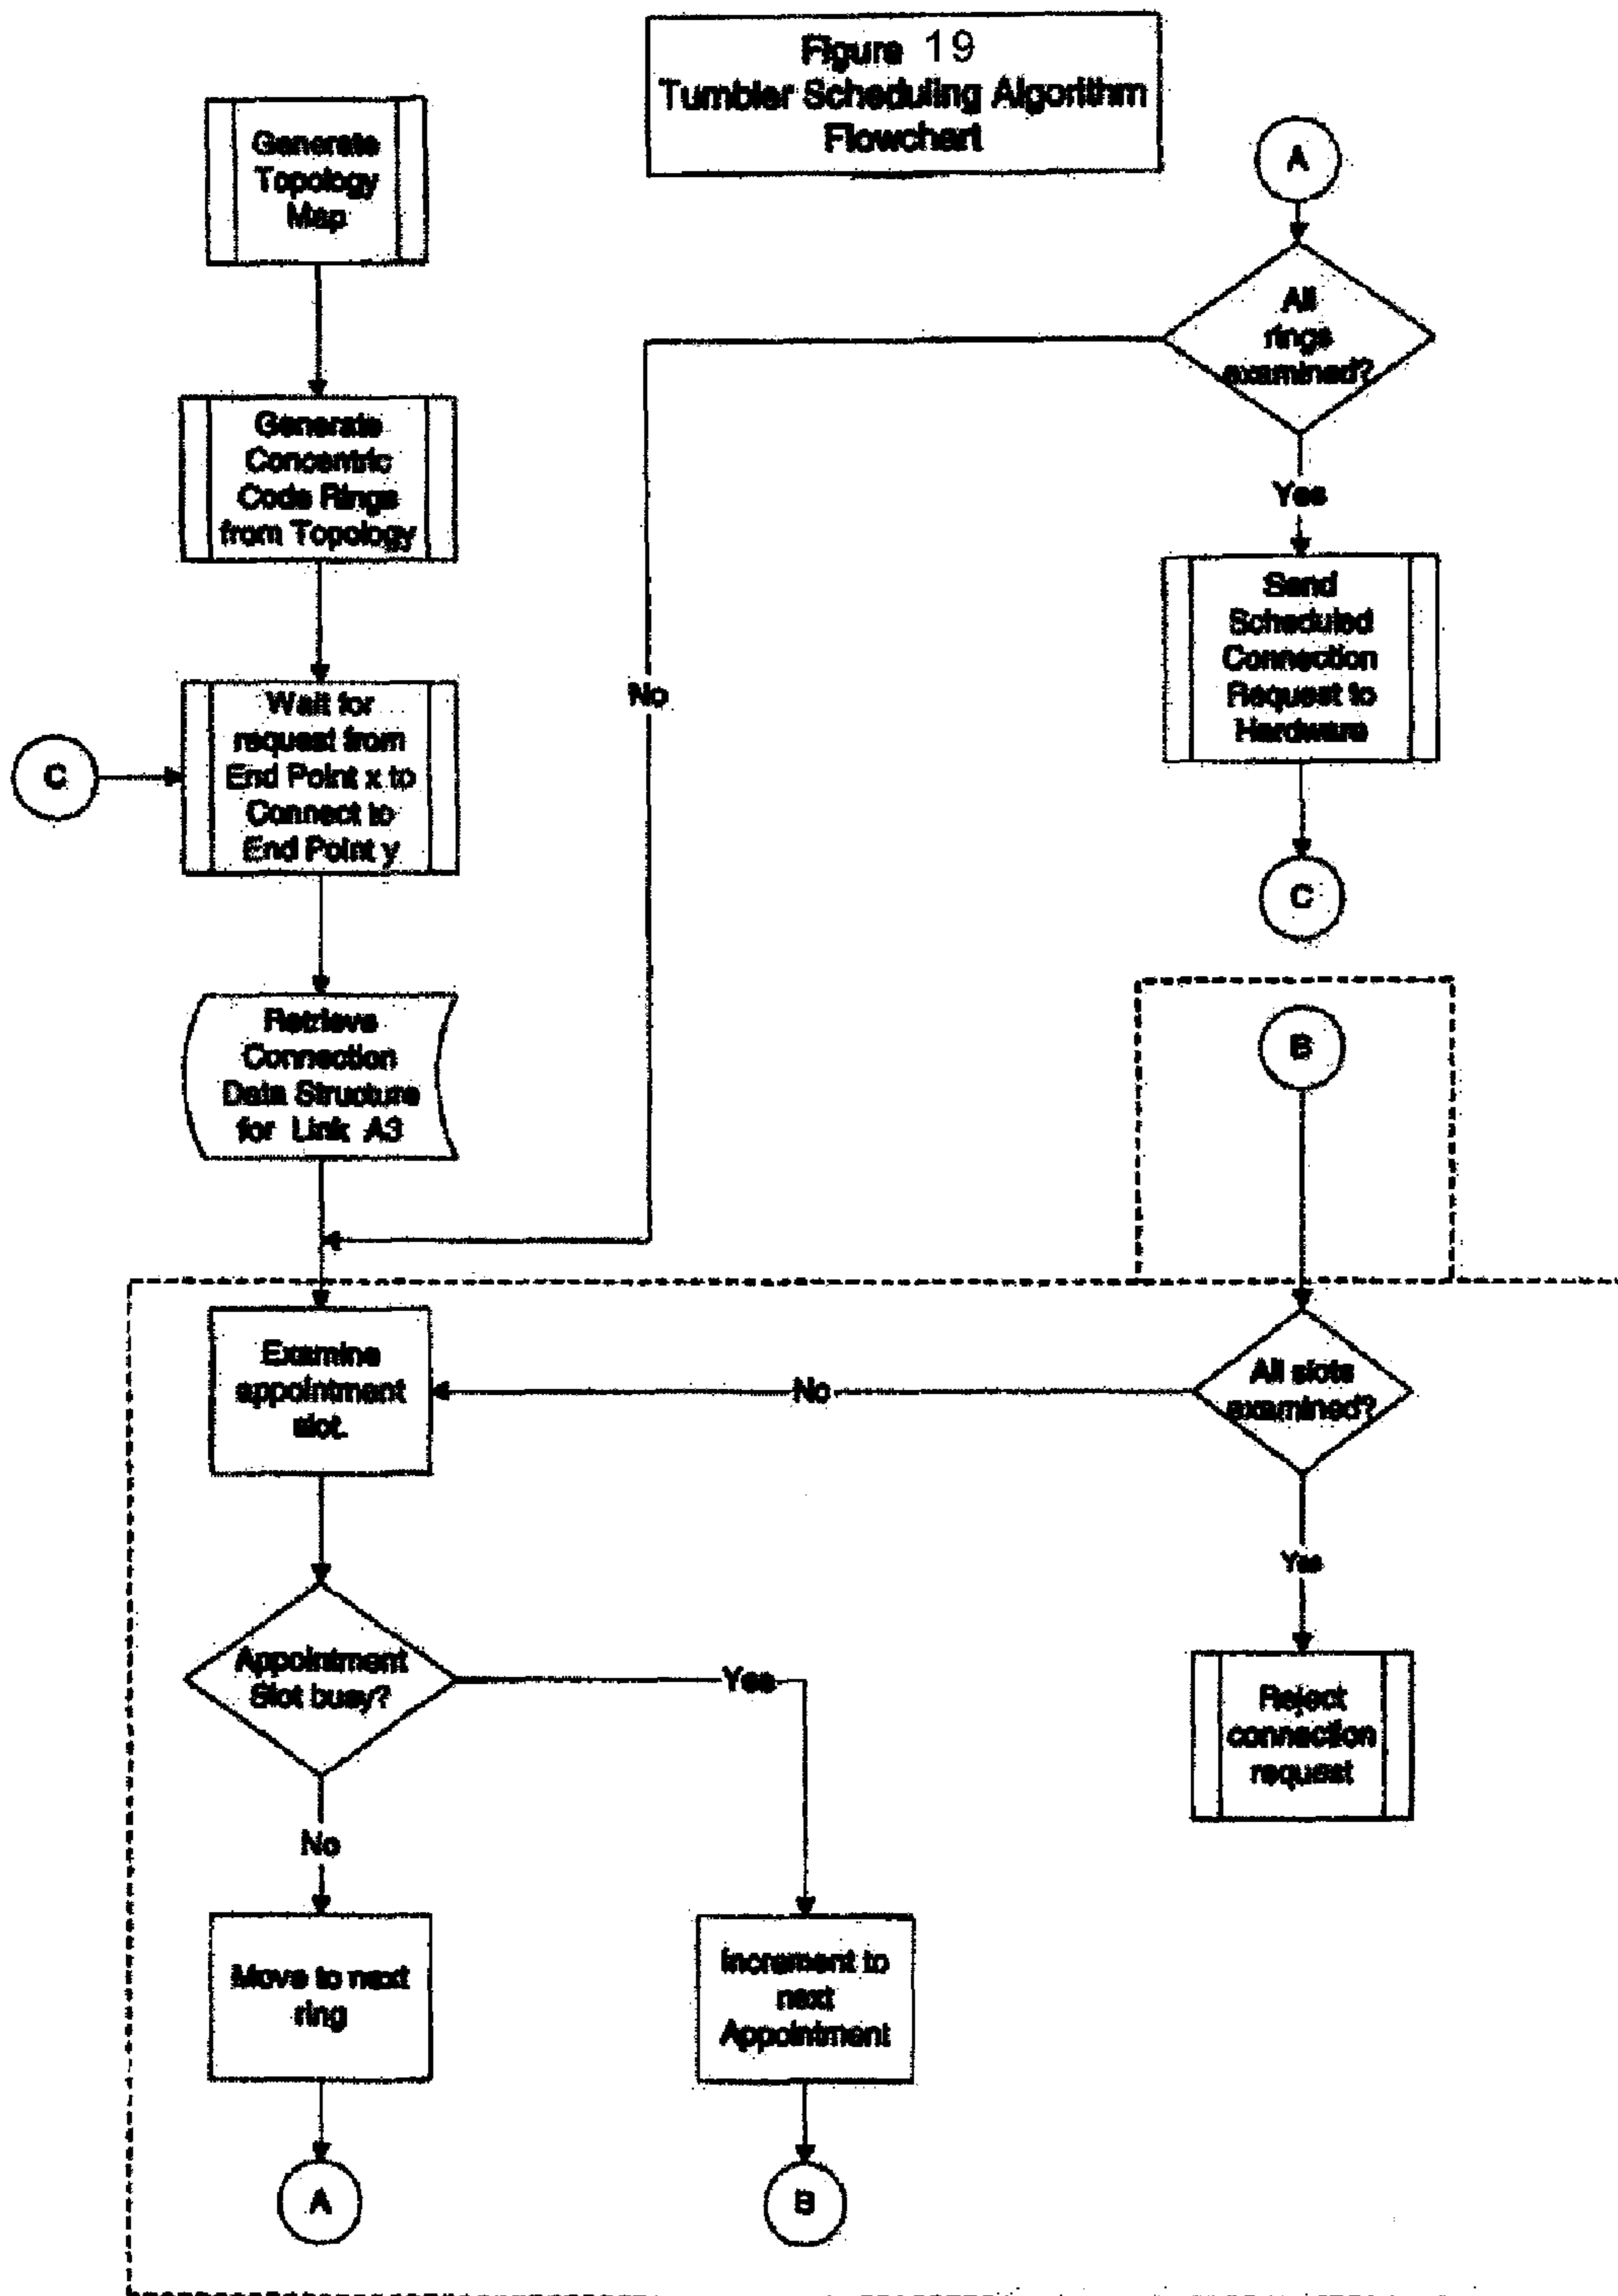 Figure 19
Tumbler Scheduling Algorithm
Flowchart
Generate
Topology
Map
Generate
Concentric
Code Rings
from Topology
C
Wait for
request from
End Point x to
Connect to
End Point y
Retrieve
Connection
Data Structure
for Link A3
No
A
All
rings
examined?
Yes
Send
Scheduled
Connection
Request to
Hardware
C
B
Examine
appointment
slot.
No
All slots
examined?
Yes
Reject
connection
request
Appointment
Slot busy?
Yes
No
Move to next
ring
Increment to
next
Appointment
A
B